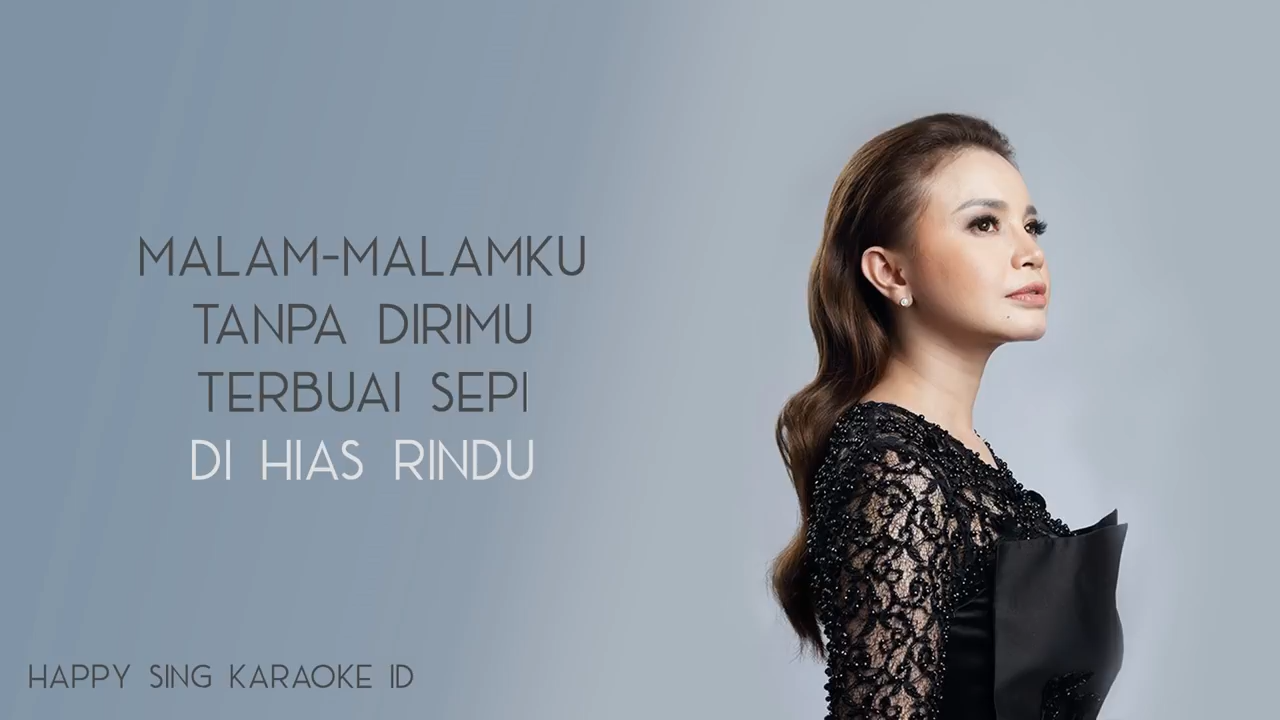 MALAM-MALAMKU
TANPA DIRIMU
TERBUAI SEPI
DI HIAS RINDU
HAPPY SING KARAOKE ID